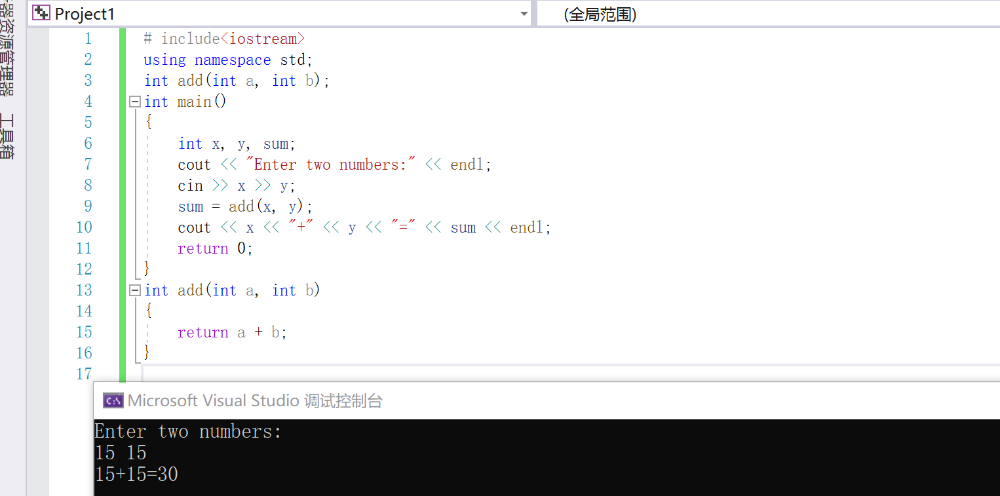 Project1 (全局范围)
器资源管理器 工具箱
1 # include<iostream>
2 using namespace std;
3 int add(int a, int b);
4 int main()
5 {
6 int x, y, sum;
7 cout << "Enter two numbers:" << endl;
8 cin >> x >> y;
9 sum = add(x, y);
10 cout << x << "+" << y << "=" << sum << endl;
11 return 0;
12 }
13 int add(int a, int b)
14 {
15 return a + b;
16 }
17
C:\ Microsoft Visual Studio 调试控制台
Enter two numbers:
15 15
15+15=30